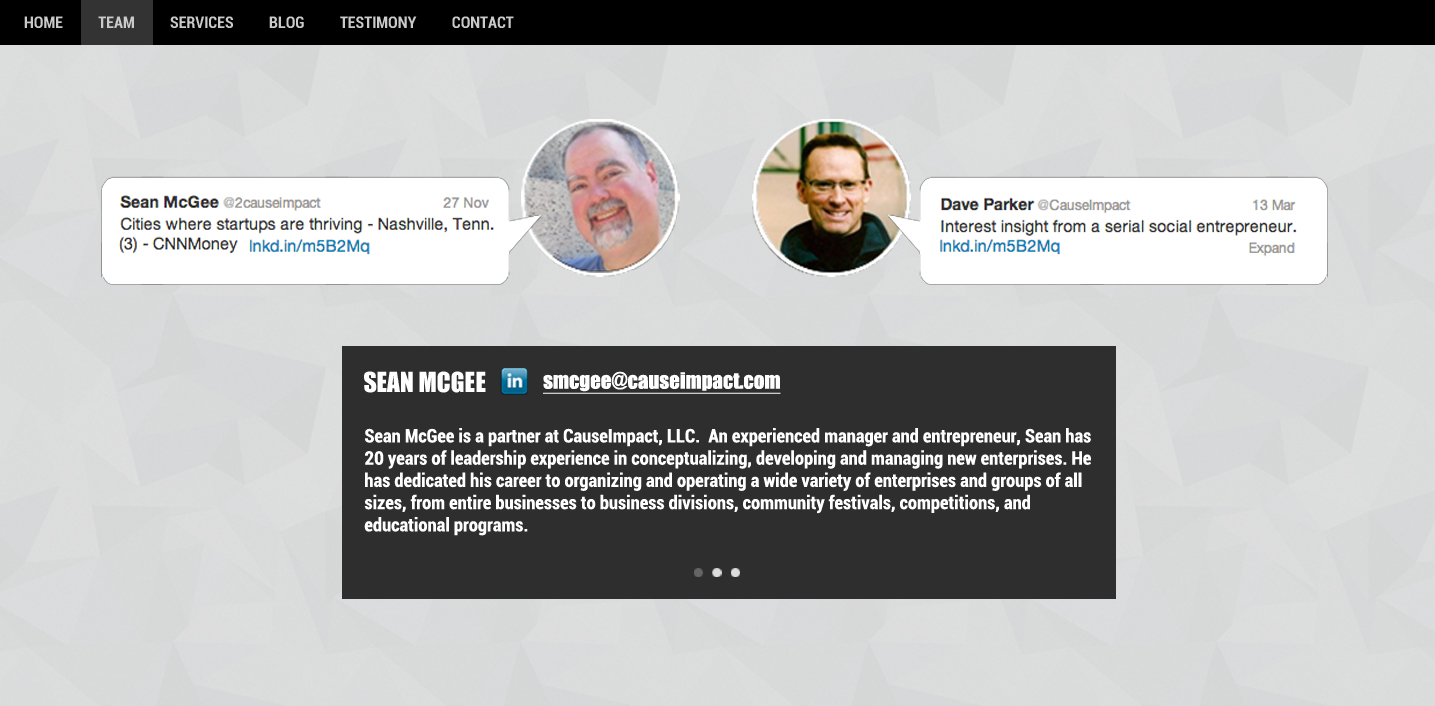 HOME TEAM SERVICES BLOG TESTIMONY CONTACT
Sean McGee @2causeimpact 27 Nov
Cities where startups are thriving - Nashville, Tenn.
(3) - CNNMoney lnkd.in/m5B2Mq
Dave Parker @CauseImpact 13 Mar
Interest insight from a serial social entrepreneur.
lnkd.in/m5B2Mq Expand
SEAN MCGEE in smcgee@causeimpact.com
Sean McGee is a partner at CauseImpact, LLC. An experienced manager and entrepreneur, Sean has
20 years of leadership experience in conceptualizing, developing and managing new enterprises. He
has dedicated his career to organizing and operating a wide variety of enterprises and groups of all
sizes, from entire businesses to business divisions, community festivals, competitions, and
educational programs.